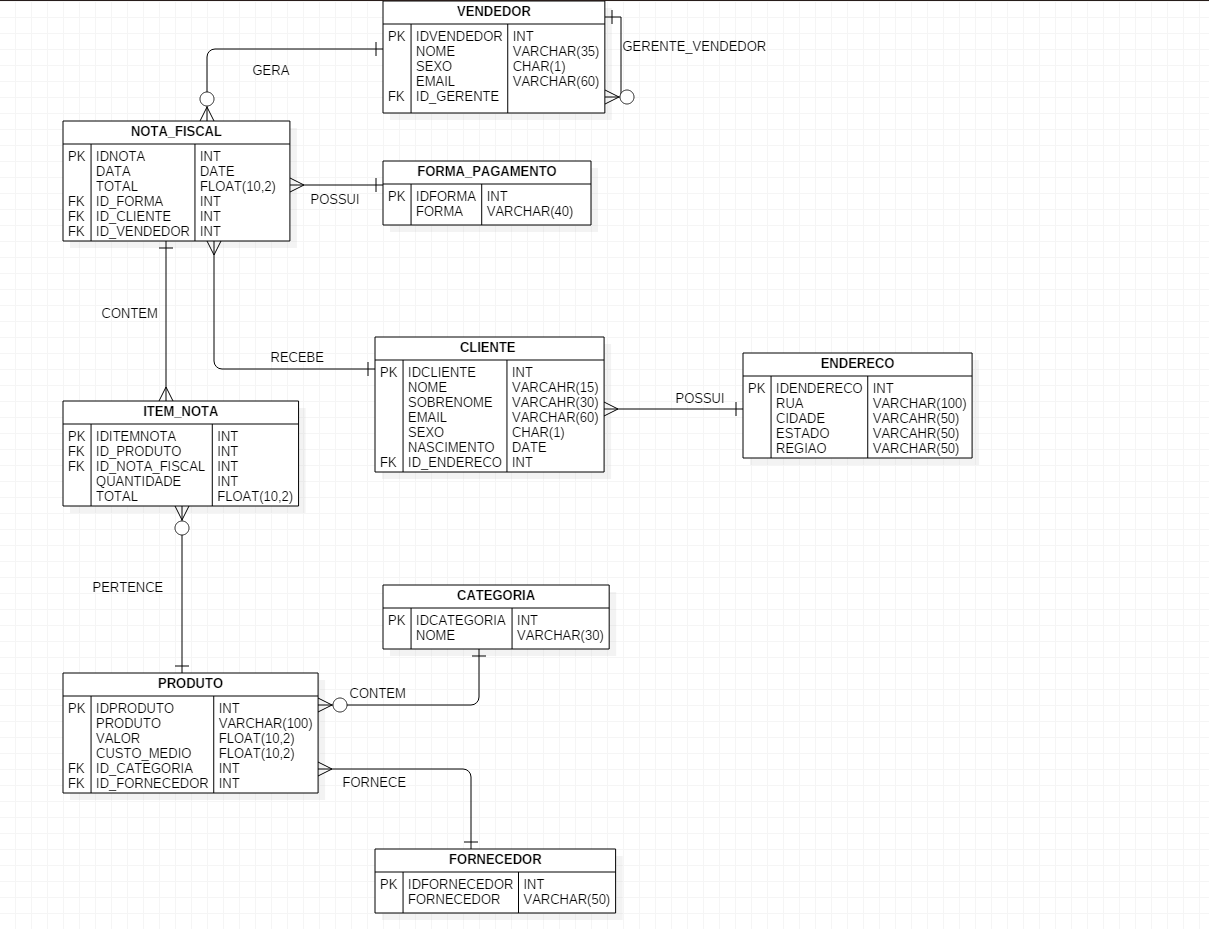 VENDEDOR
PK IDVENDEDOR INT
NOME VARCHAR(35)
SEXO CHAR(1)
EMAIL VARCHAR(60)
FK ID_GERENTE
GERENTE_VENDEDOR
GERA
NOTA_FISCAL
PK IDNOTA INT
DATA DATE
TOTAL FLOAT(10,2)
FK ID_FORMA INT
FK ID_CLIENTE INT
FK ID_VENDEDOR INT
POSSUI
FORMA_PAGAMENTO
PK IDFORMA INT
FORMA VARCHAR(40)
CONTEM
RECEBE
CLIENTE
PK IDCLIENTE INT
NOME VARCAHR(15)
SOBRENOME VARCAHR(30)
EMAIL VARCHAR(60)
SEXO CHAR(1)
NASCIMENTO DATE
FK ID_ENDERECO INT
POSSUI
ENDERECO
PK IDENDERECO INT
RUA VARCHAR(100)
CIDADE VARCAHR(50)
ESTADO VARCAHR(50)
REGIAO VARCHAR(50)
ITEM_NOTA
PK IDITEMNOTA INT
FK ID_PRODUTO INT
FK ID_NOTA_FISCAL INT
QUANTIDADE INT
TOTAL FLOAT(10,2)
PERTENCE
CATEGORIA
PK IDCATEGORIA INT
NOME VARCHAR(30)
CONTEM
PRODUTO
PK IDPRODUTO INT
PRODUTO VARCHAR(100)
VALOR FLOAT(10,2)
CUSTO_MEDIO FLOAT(10,2)
FK ID_CATEGORIA INT
FK ID_FORNECEDOR INT
FORNECE
FORNECEDOR
PK IDFORNECEDOR INT
FORNECEDOR VARCHAR(50)